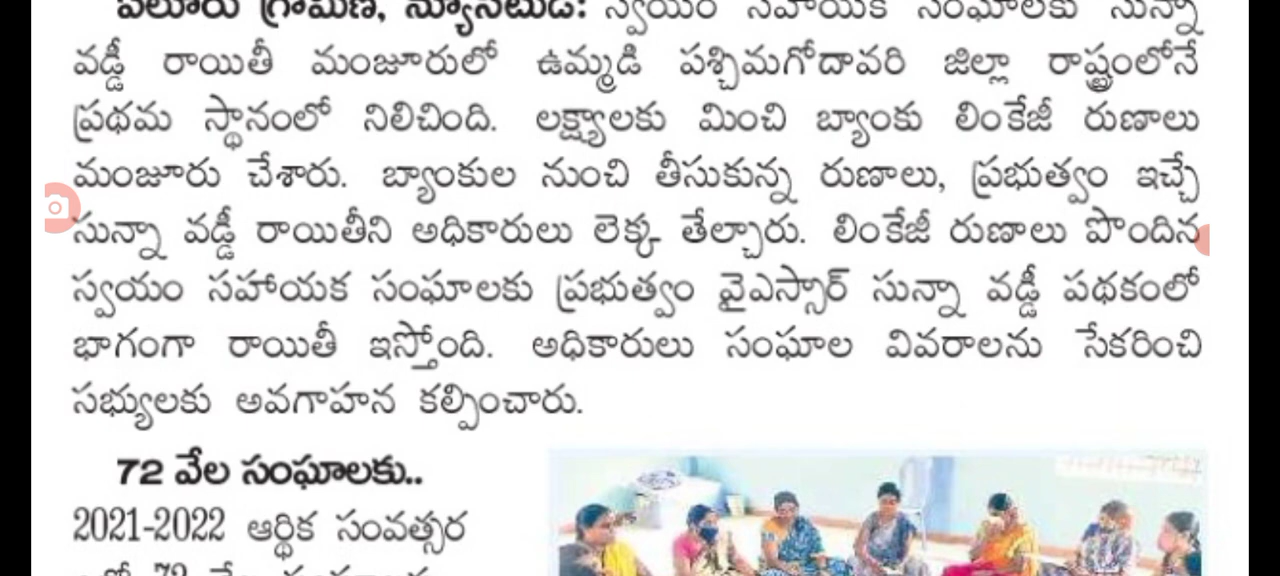 ఏలూరు గ్రామీణ, న్యూస్‌టుడే: స్వయం సహాయక సంఘాలకు సున్నా
వడ్డీ రాయితీ మంజూరులో ఉమ్మడి పశ్చిమగోదావరి జిల్లా రాష్ట్రంలోనే
ప్రథమ స్థానంలో నిలిచింది. లక్ష్యాలకు మించి బ్యాంకు లింకేజీ రుణాలు
మంజూరు చేశారు. బ్యాంకుల నుంచి తీసుకున్న రుణాలు, ప్రభుత్వం ఇచ్చే
సున్నా వడ్డీ రాయితీని అధికారులు లెక్క తేల్చారు. లింకేజీ రుణాలు పొందిన
స్వయం సహాయక సంఘాలకు ప్రభుత్వం వైఎస్సార్ సున్నా వడ్డీ పథకంలో
భాగంగా రాయితీ ఇస్తోంది. అధికారులు సంఘాల వివరాలను సేకరించి
సభ్యులకు అవగాహన కల్పించారు.
72 వేల సంఘాలకు..
2021-2022 ఆర్థిక సంవత్సర